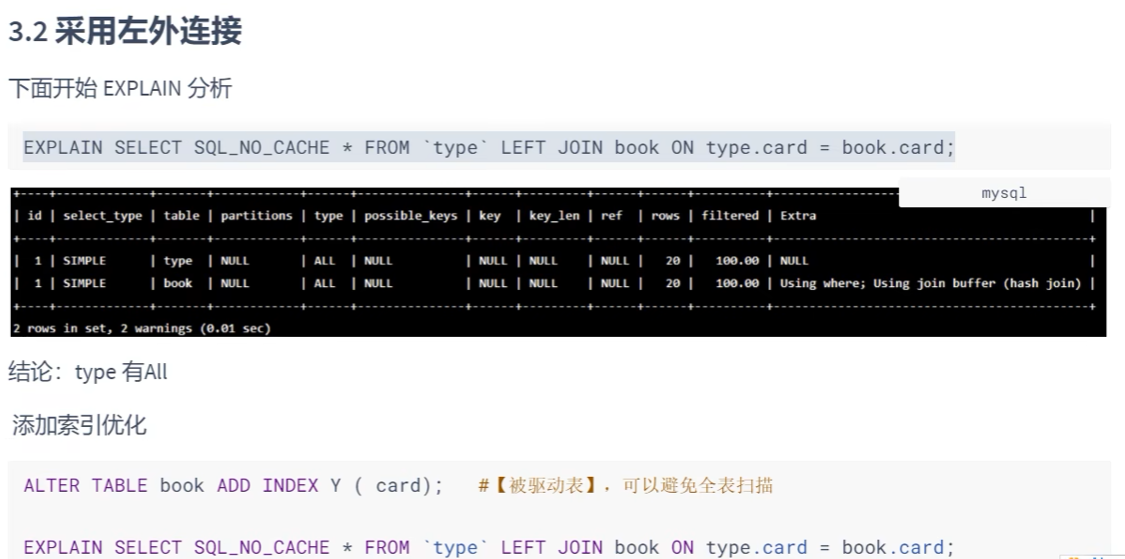 3.2 采用左外连接
下面开始 EXPLAIN 分析
EXPLAIN SELECT SQL_NO_CACHE * FROM `type` LEFT JOIN book ON type.card = book.card;
mysql
+----+-------------+-------+------------+------+---------------+------+---------+------+------+----------+--------------------------------------------+
| id | select_type | table | partitions | type | possible_keys | key | key_len | ref | rows | filtered | Extra |
+----+-------------+-------+------------+------+---------------+------+---------+------+------+----------+--------------------------------------------+
| 1 | SIMPLE | type | NULL | ALL | NULL | NULL | NULL | NULL | 20 | 100.00 | NULL |
| 1 | SIMPLE | book | NULL | ALL | NULL | NULL | NULL | NULL | 20 | 100.00 | Using where; Using join buffer (hash join) |
+----+-------------+-------+------------+------+---------------+------+---------+------+------+----------+--------------------------------------------+
2 rows in set, 2 warnings (0.01 sec)
结论：type 有All
添加索引优化
ALTER TABLE book ADD INDEX Y ( card); #【被驱动表】，可以避免全表扫描
EXPLAIN SELECT SQL_NO_CACHE * FROM `type` LEFT JOIN book ON type.card = book.card;